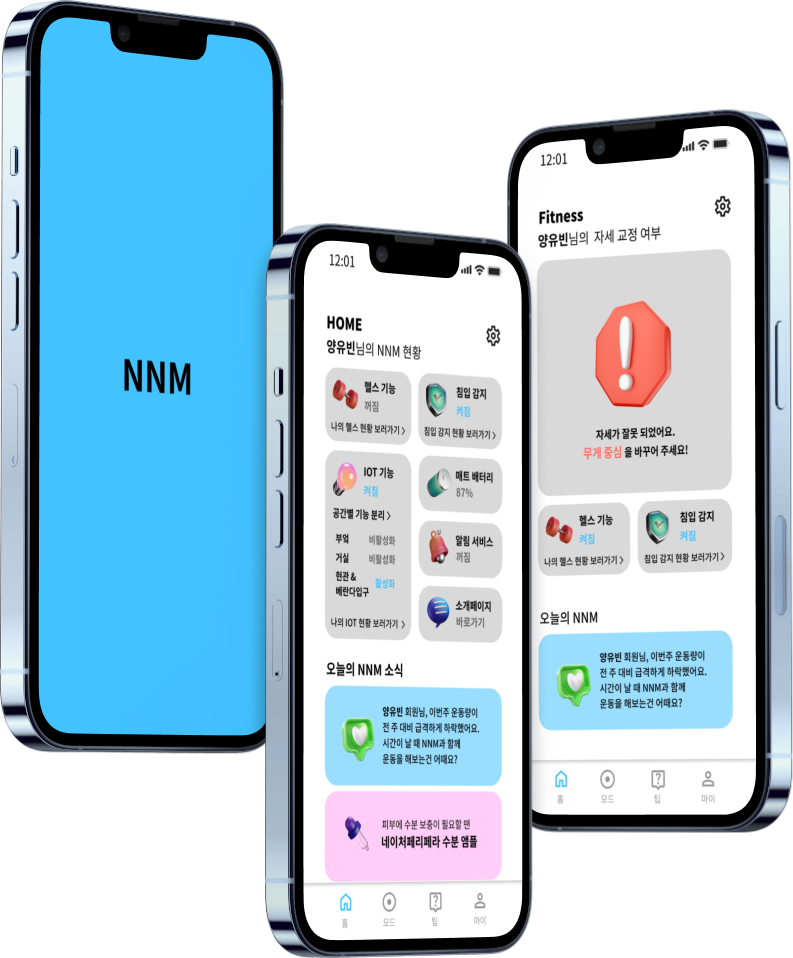 NNM
12:01
HOME
양유빈님의 NNM 현황
헬스 기능
꺼짐
나의 헬스 현황 보러가기 >
침입 감지
켜짐
침입 감지 현황 보러가기 >
IOT 기능
켜짐
공간별 기능 분리 >
부엌 비활성화
거실 비활성화
현관 &
베란다입구 활성화
나의 IOT 현황 보러가기 >
매트 배터리
87%
알림 서비스
꺼짐
소개페이지
바로가기
오늘의 NNM 소식
양유빈 회원님, 이번주 운동량이
전 주 대비 급격하게 하락했어요.
시간이 날 때 NNM과 함께
운동을 해보는건 어때요?
피부에 수분 보충이 필요할 땐
네이처페리페라 수분 앰플
홈 모드 팁 마이
12:01
Fitness
양유빈님의 자세 교정 여부
자세가 잘못 되었어요.
무게 중심 을 바꾸어 주세요!
헬스 기능
켜짐
나의 헬스 현황 보러가기 >
침입 감지
켜짐
침입 감지 현황 보러가기 >
오늘의 NNM
양유빈 회원님, 이번주 운동량이
전 주 대비 급격하게 하락했어요.
시간이 날 때 NNM과 함께
운동을 해보는건 어때요?
홈 모드 팁 마이